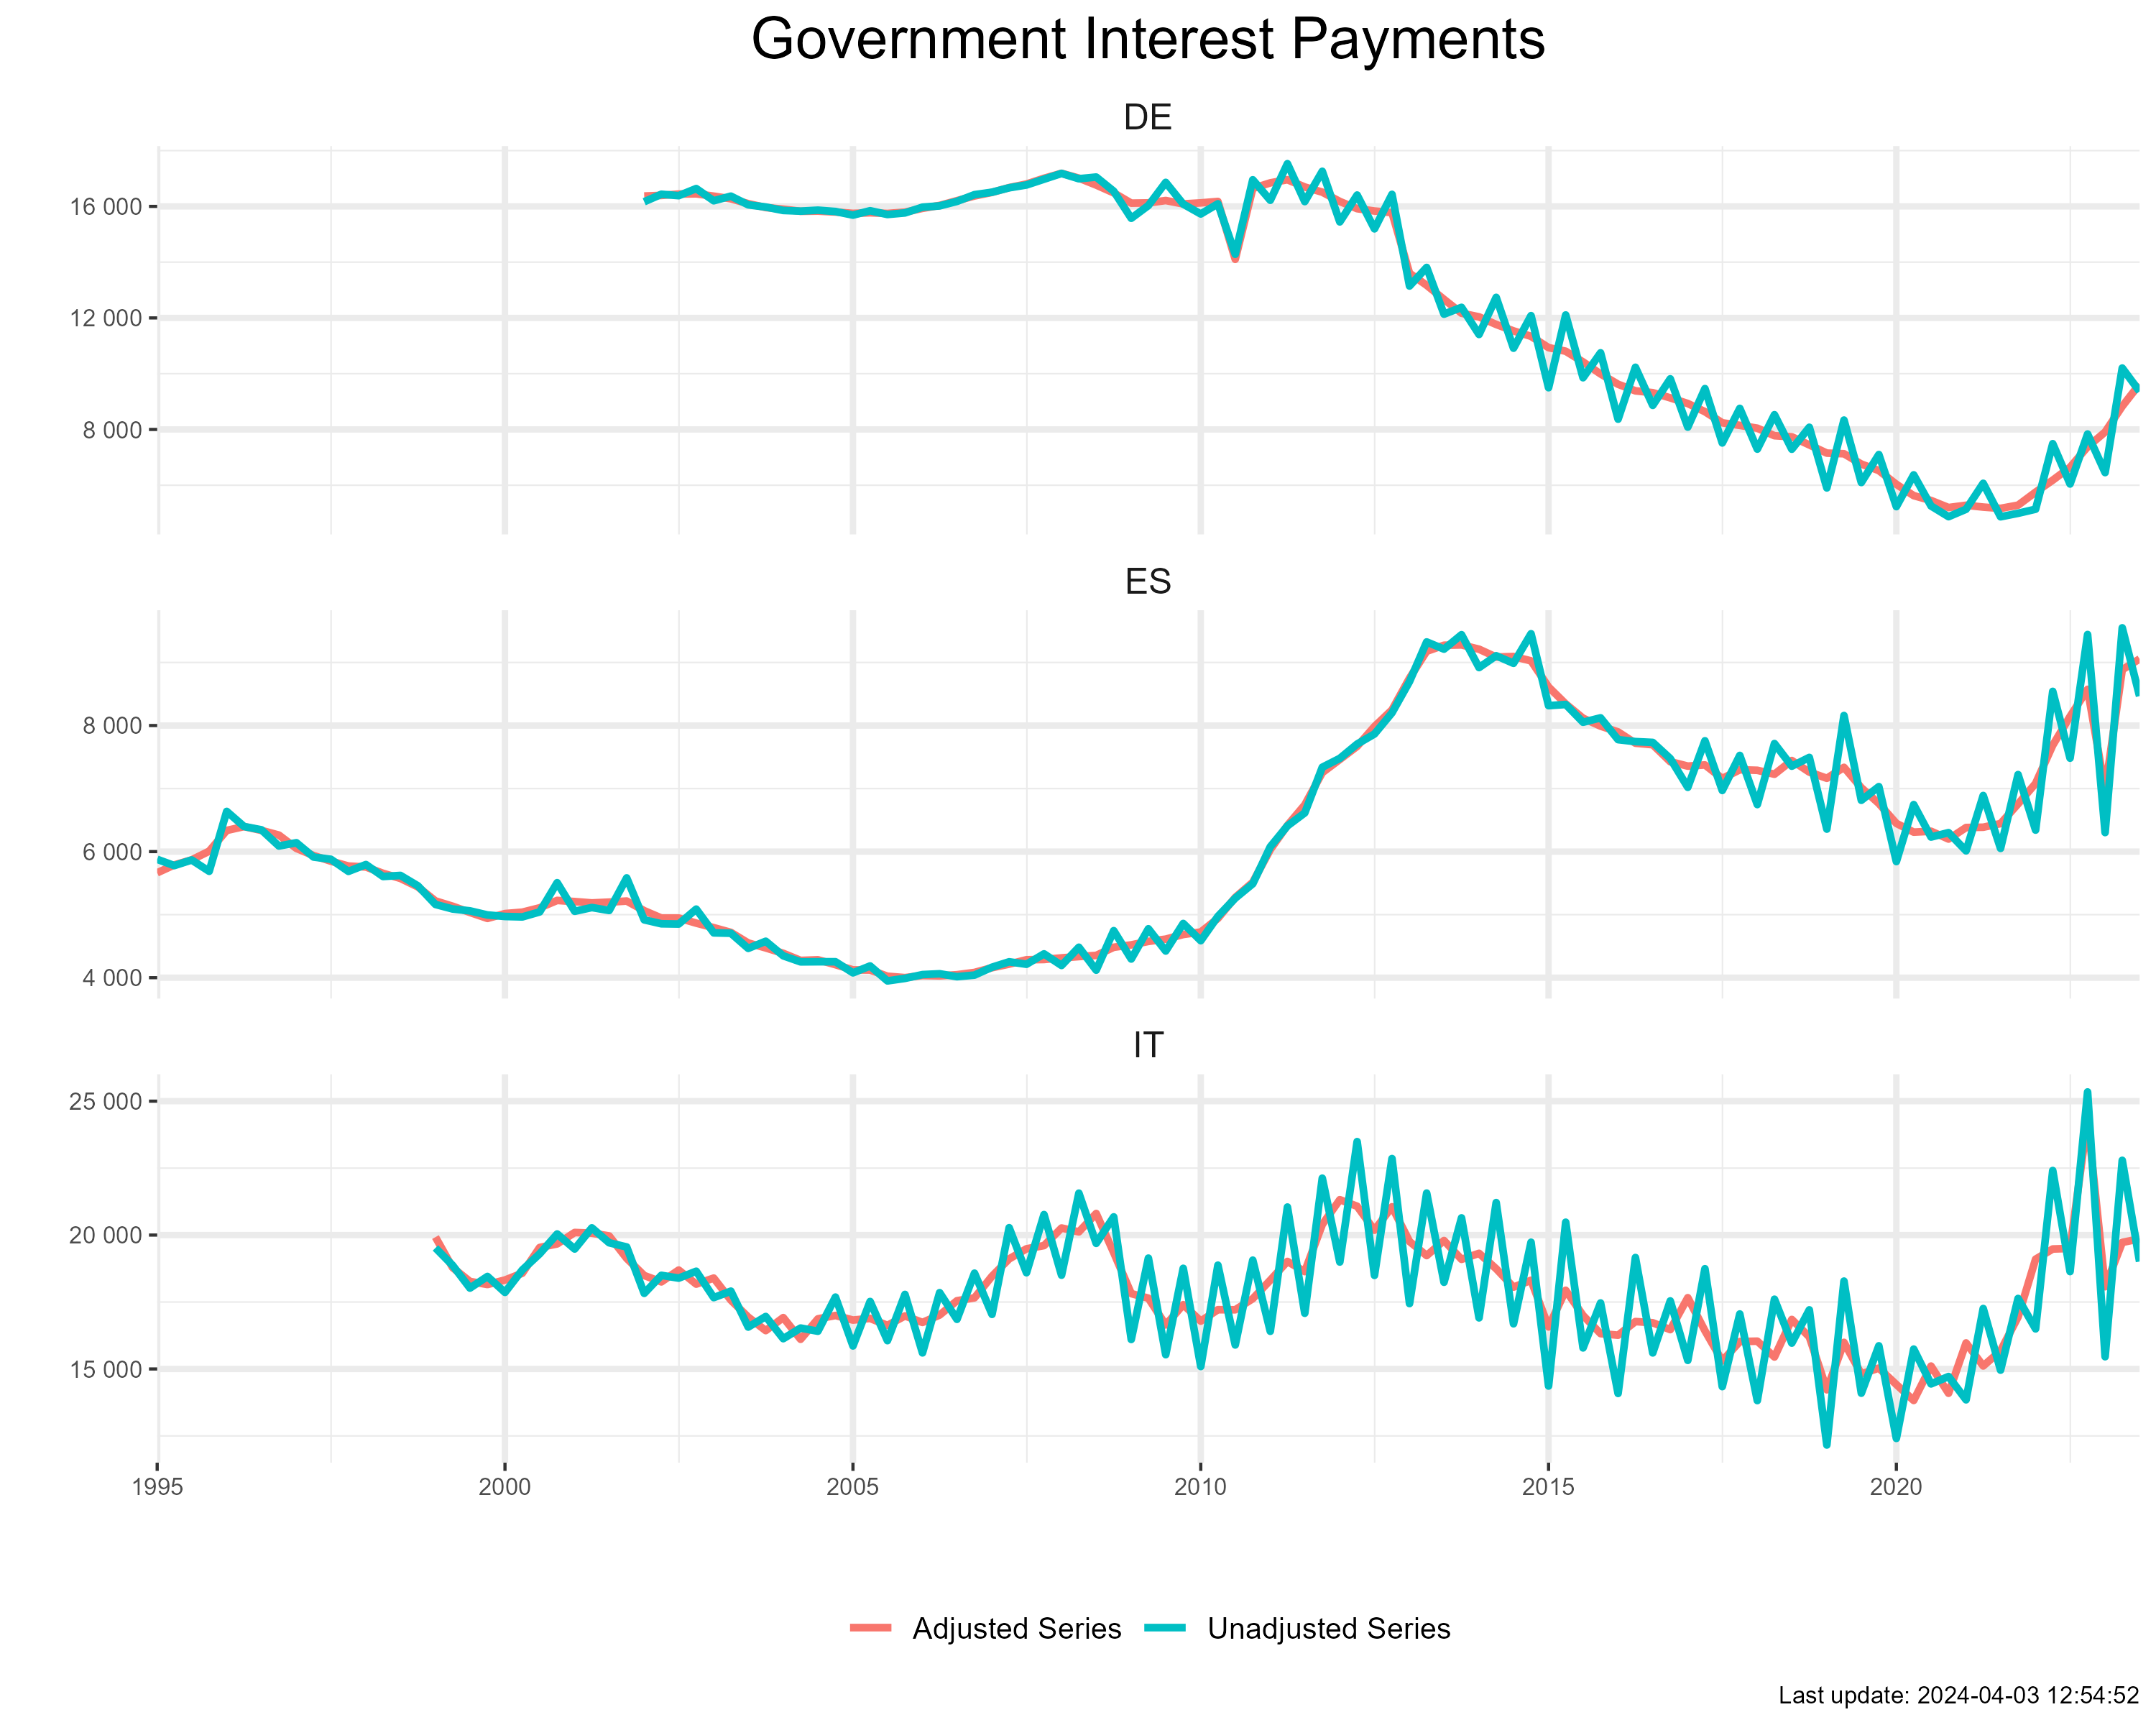 Government Interest Payments
DE
16 000
12 000
8 000
ES
8 000
6 000
4 000
IT
25 000
20 000
15 000
1995 2000 2005 2010 2015 2020
Adjusted Series Unadjusted Series
Last update: 2024-04-03 12:54:52